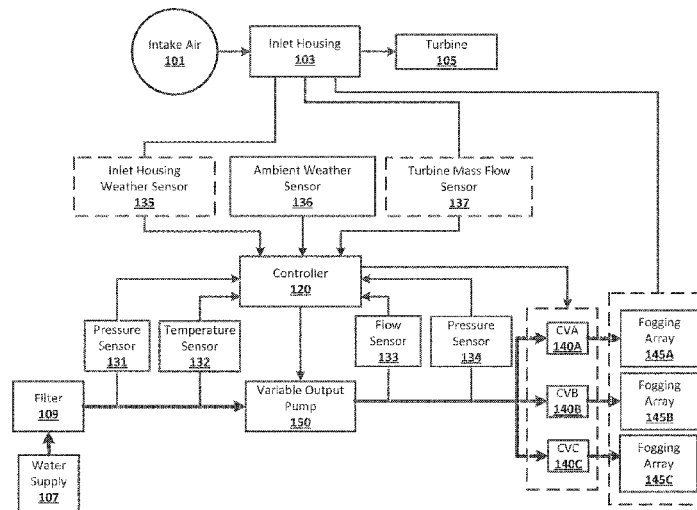 Intake Air
101
Inlet Housing
103
Turbine
105
Inlet Housing
Weather Sensor
135
Ambient Weather
Sensor
136
Turbine Mass Flow
Sensor
137
Controller
120
Pressure
Sensor
131
Temperature
Sensor
132
Flow
Sensor
133
Pressure
Sensor
134
CVA
140A
Fogging
Array
145A
Filter
109
Variable Output
Pump
150
CVB
140B
Fogging
Array
145B
Water
Supply
107
CVC
140C
Fogging
Array
145C